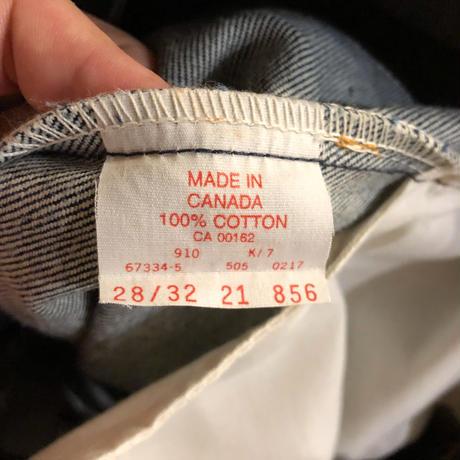 MADE IN
CANADA
100% COTTON
CA 00162
910 K/7
67334-5 505 0217
28/32 21 856